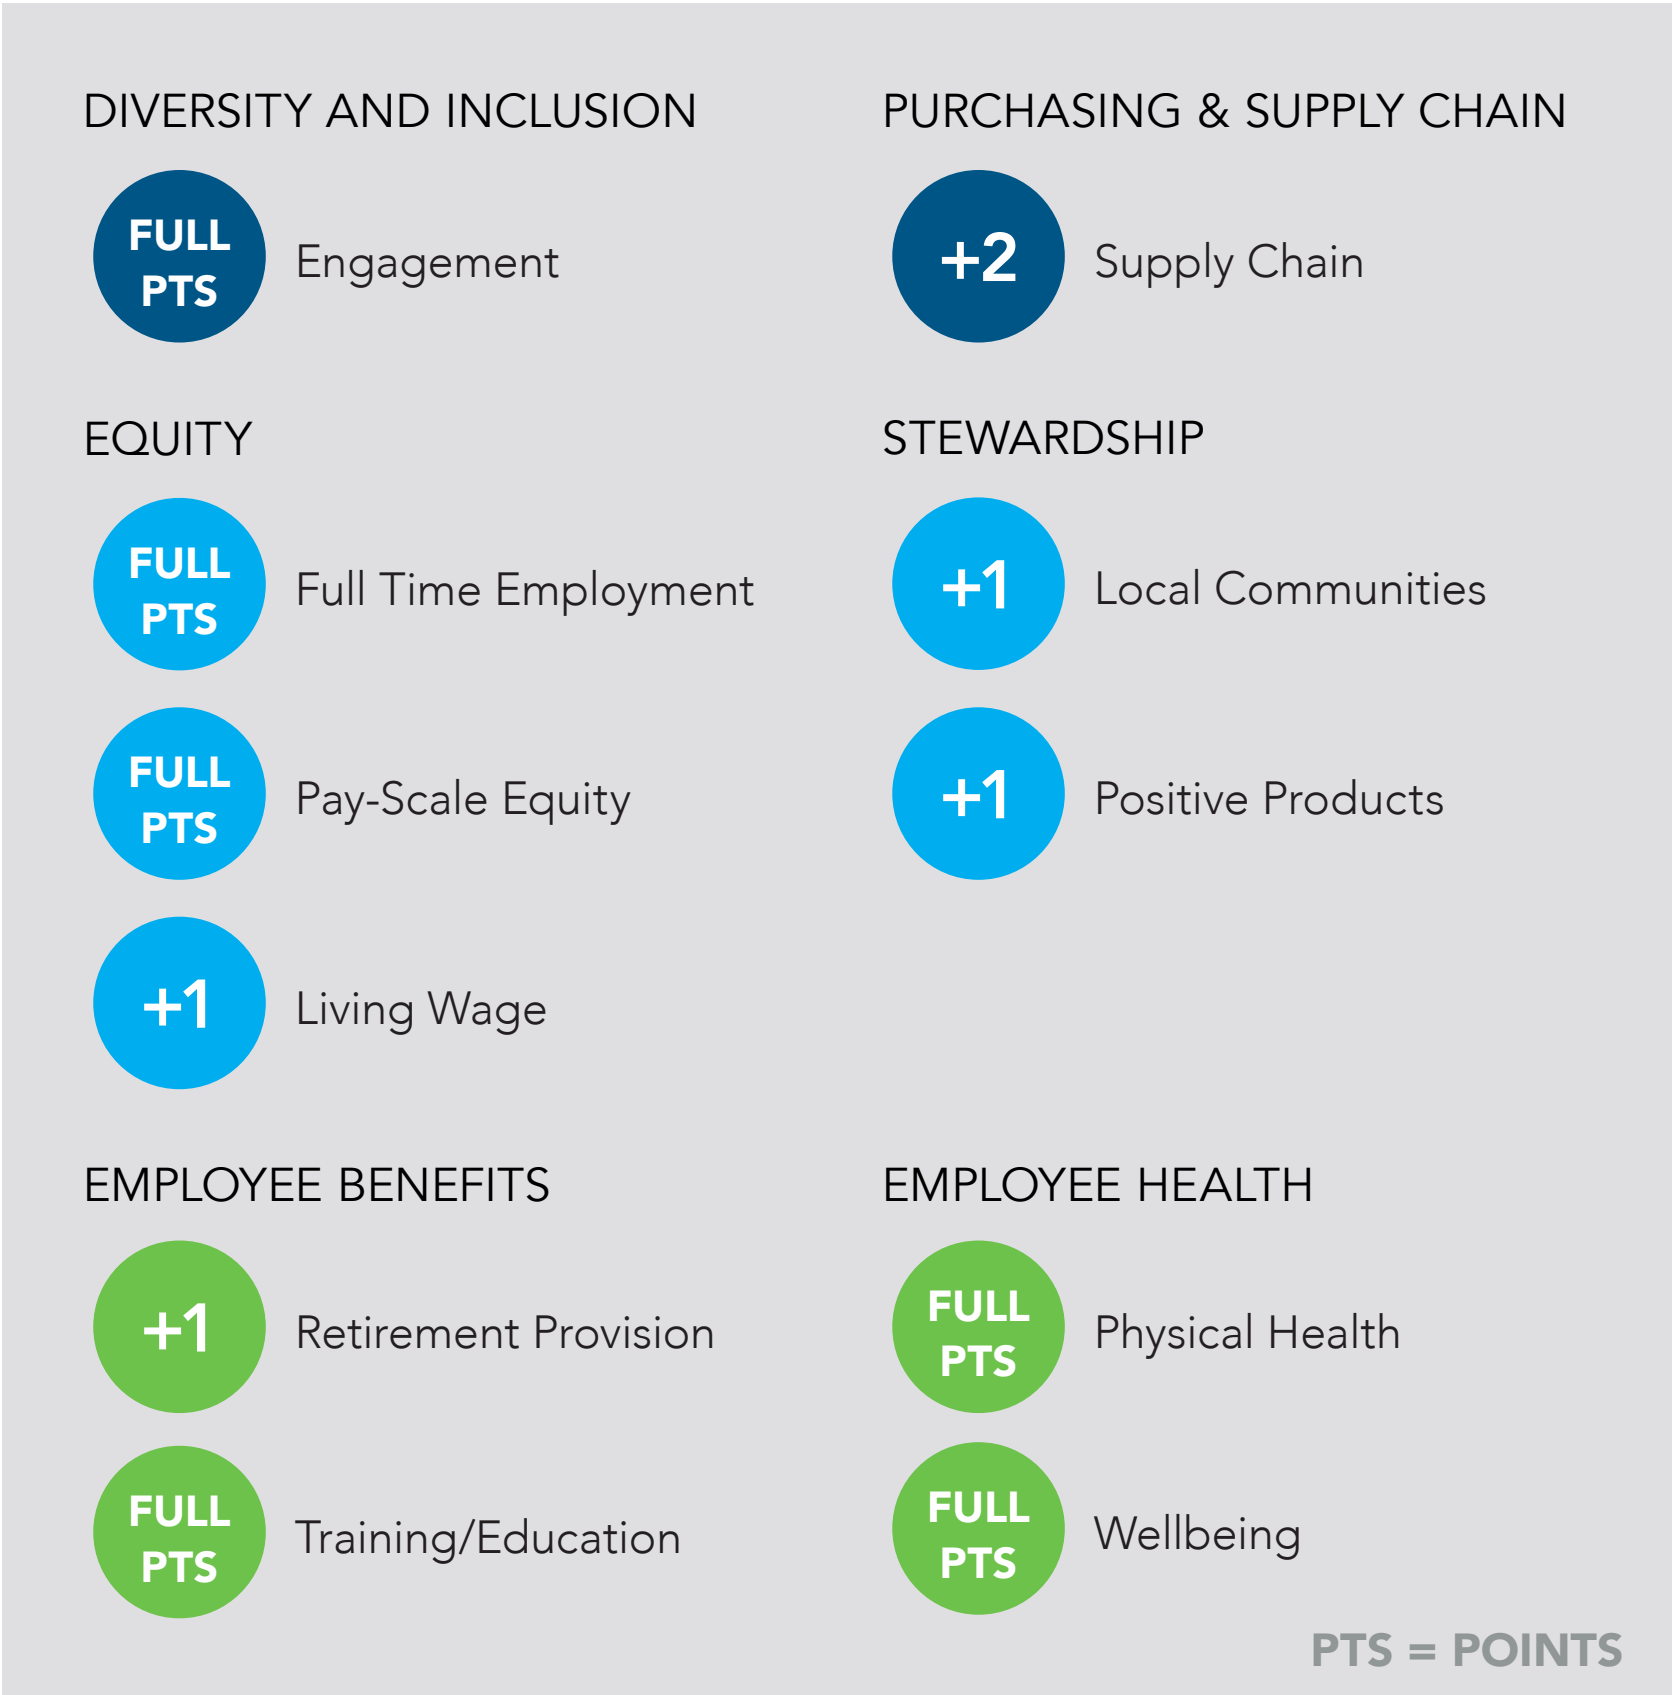 DIVERSITY AND INCLUSION
FULL
PTS
Engagement
PURCHASING & SUPPLY CHAIN
+2
Supply Chain
EQUITY
FULL
PTS
Full Time Employment
FULL
PTS
Pay-Scale Equity
+1
Living Wage
STEWARDSHIP
+1
Local Communities
+1
Positive Products
EMPLOYEE BENEFITS
+1
Retirement Provision
FULL
PTS
Training/Education
EMPLOYEE HEALTH
FULL
PTS
Physical Health
FULL
PTS
Wellbeing
PTS = POINTS